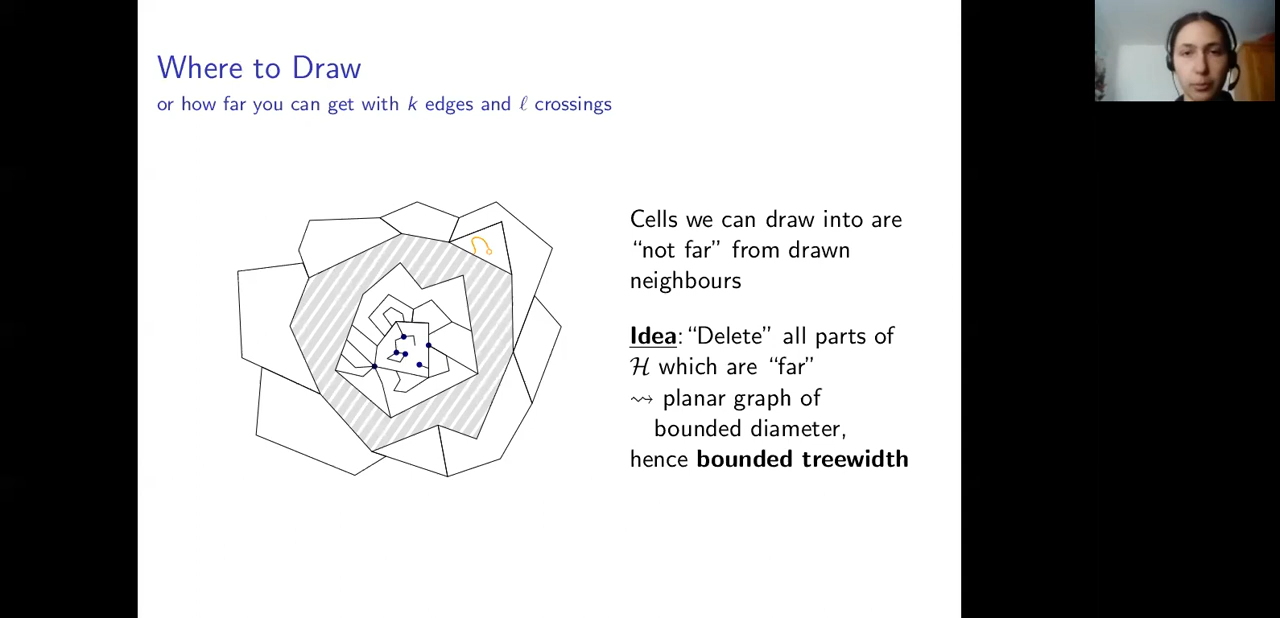 Where to Draw
or how far you can get with k edges and ℓ crossings
Cells we can draw into are
“not far” from drawn
neighbours
Idea: “Delete” all parts of
ℋ which are “far”
⇝ planar graph of
bounded diameter,
hence bounded treewidth